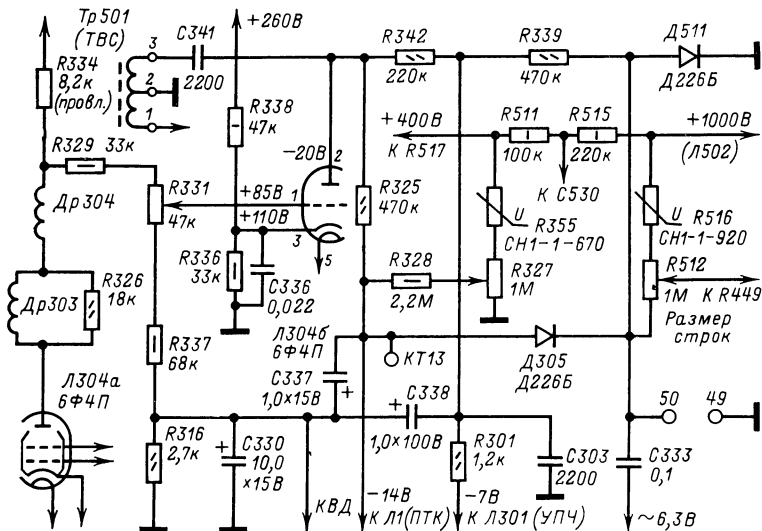 Тр501
(ТВС)
3
2
1
С341
2200
+260В
R342
220к
R339
470к
Д511
Д226Б
R334
8,2к
(провл.)
R338
47к
+400В
К R517
R511
100к
R515
220к
+1000В
(Л502)
К С530
R329 33к
−20В
2
R331
47к
+85В
1
+110В
3
5
R325
470к
U
R355
СН1-1-670
U
R516
СН1-1-920
Др304
R336
33к
С336
0,022
R328
2,2М
R327
1М
R512
1М
К R449
Размер
строк
R326
18к
Др303
Л304б
6Ф4П
КТ13
Д305
Д226Б
R337
68к
Л304а
6Ф4П
С337
1,0×15В
+
+
С338
1,0×100В
50
49
R316
2,7к
+
С330
10,0
×15В
R301
1,2к
С303
2200
С333
0,1
КВД
−14В
К Л1(ПТК)
−7В
К Л301(УПЧ)
~6,3В